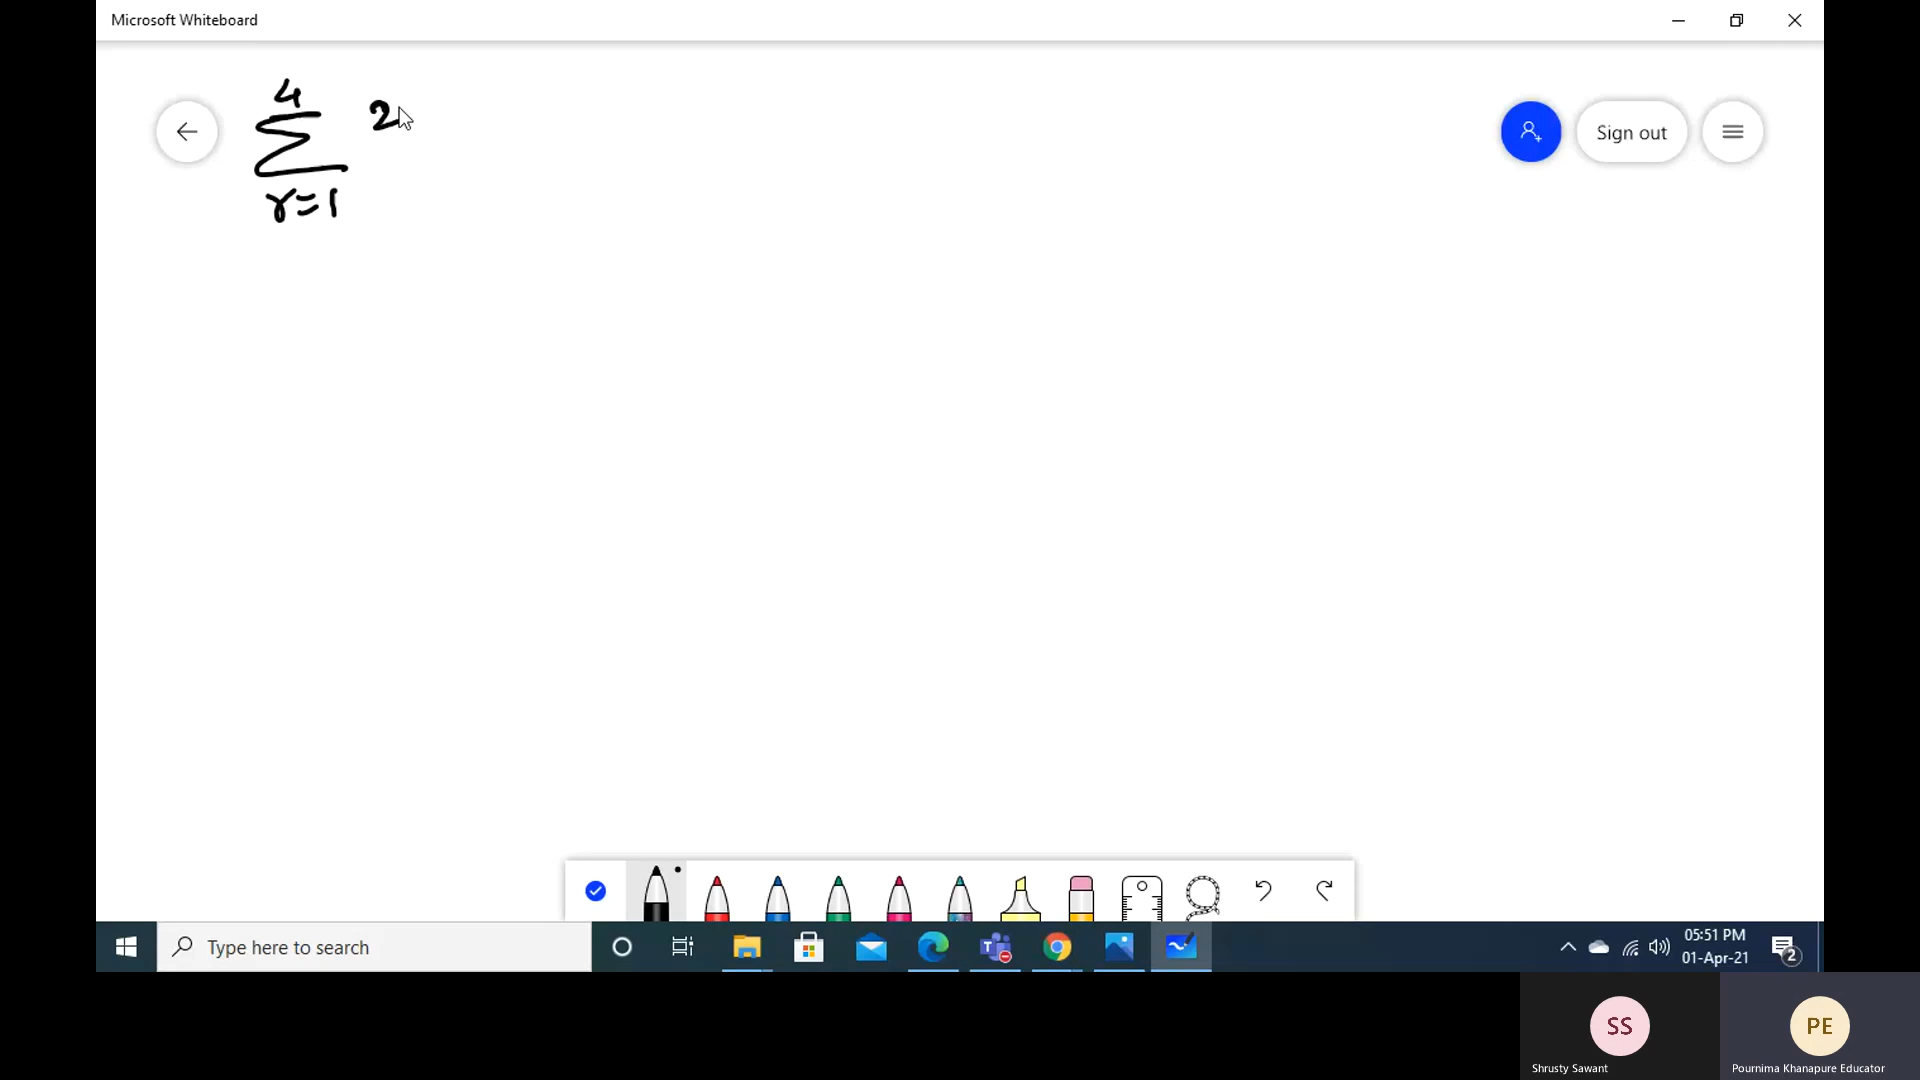 Microsoft Whiteboard
4
∑ 2
r=1
Sign out
Type here to search
05:51 PM
01-Apr-21
2
SS
PE
Shrusty Sawant
Pournima Khanapure Educator